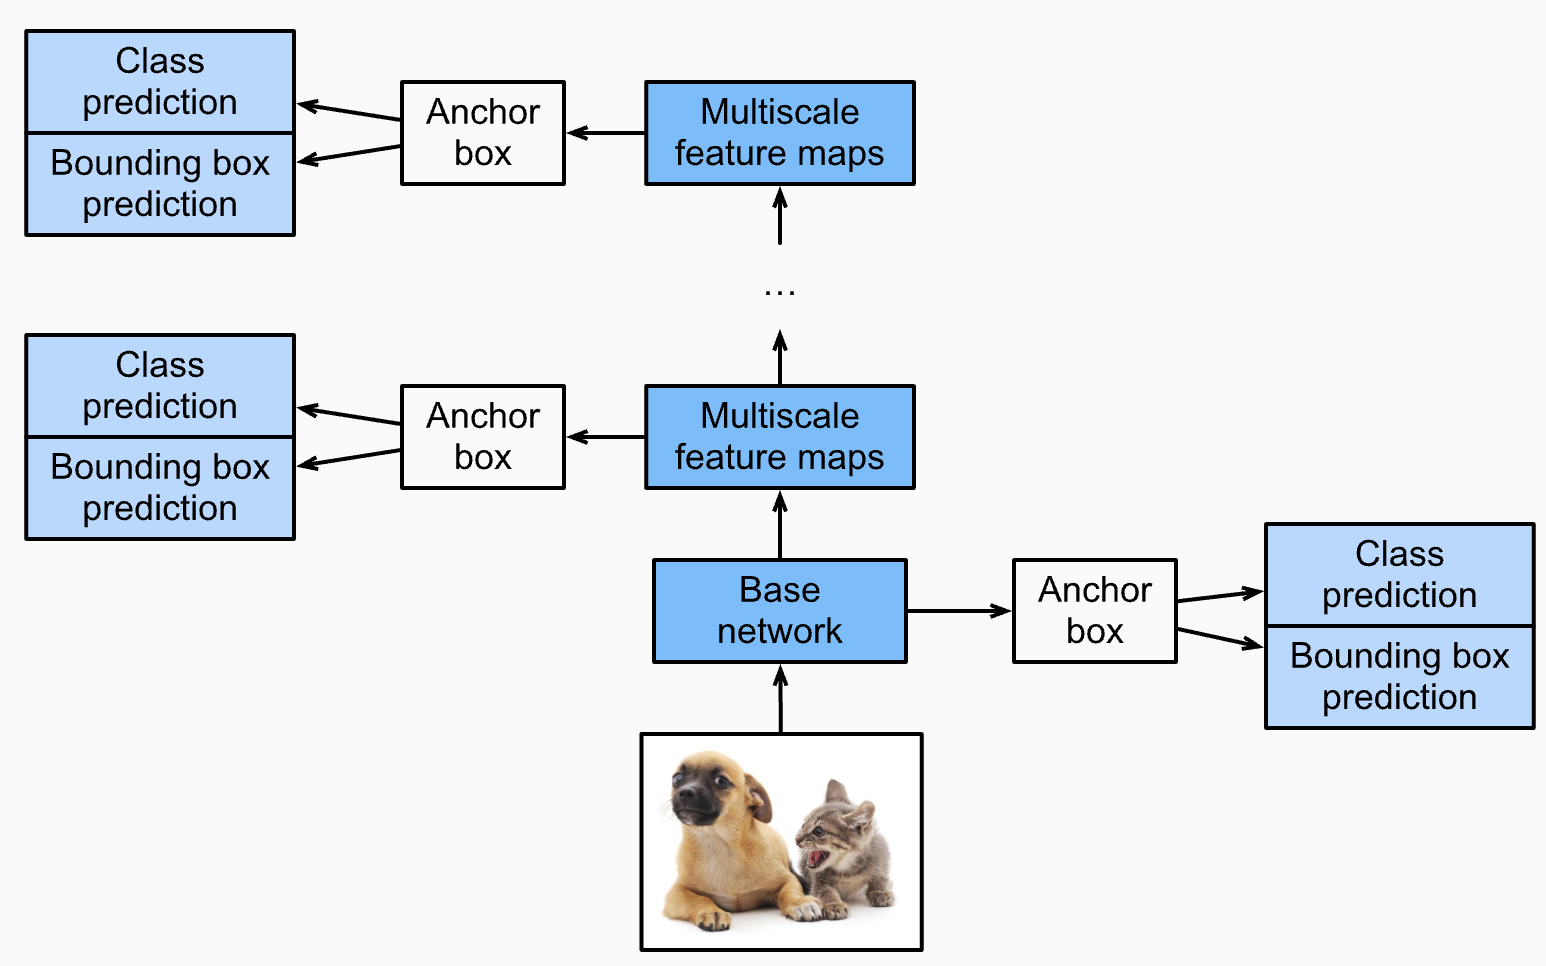 Class
prediction
Bounding box
prediction
Anchor
box
Multiscale
feature maps
...
Class
prediction
Bounding box
prediction
Anchor
box
Multiscale
feature maps
Base
network
Anchor
box
Class
prediction
Bounding box
prediction